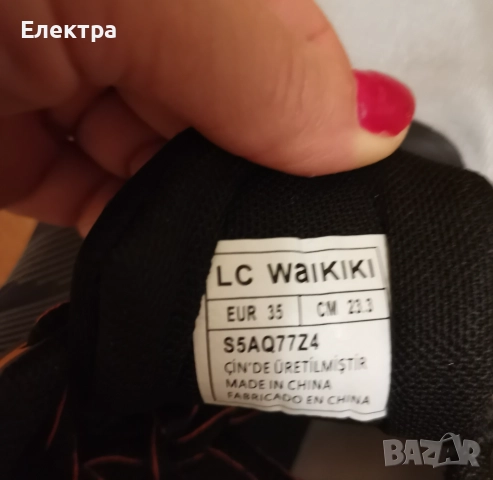 Електра
LC WaIKIKI
EUR 35 CM 23.3
S5AQ77Z4
ÇİN'DE ÜRETİLMİŞTİR
MADE IN CHINA
FABRICADO EN CHINA
BAZAR